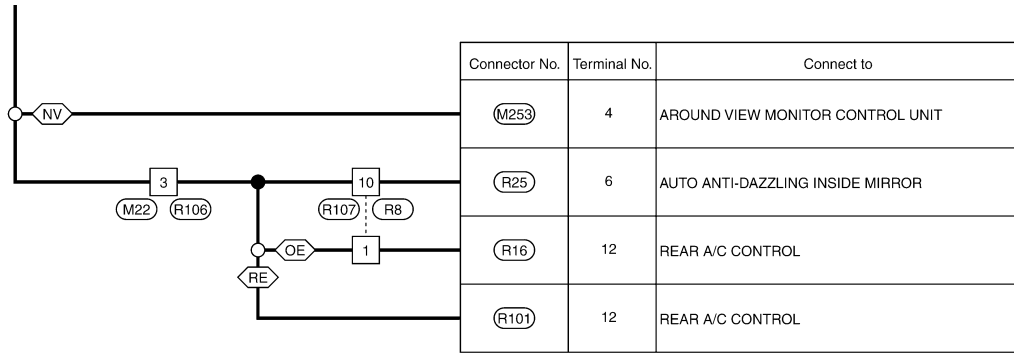 Connector No. Terminal No. Connect to
NV M253 4 AROUND VIEW MONITOR CONTROL UNIT
3 10 R25 6 AUTO ANTI-DAZZLING INSIDE MIRROR
M22 R106 R107 R8
OE 1 R16 12 REAR A/C CONTROL
RE
R101 12 REAR A/C CONTROL